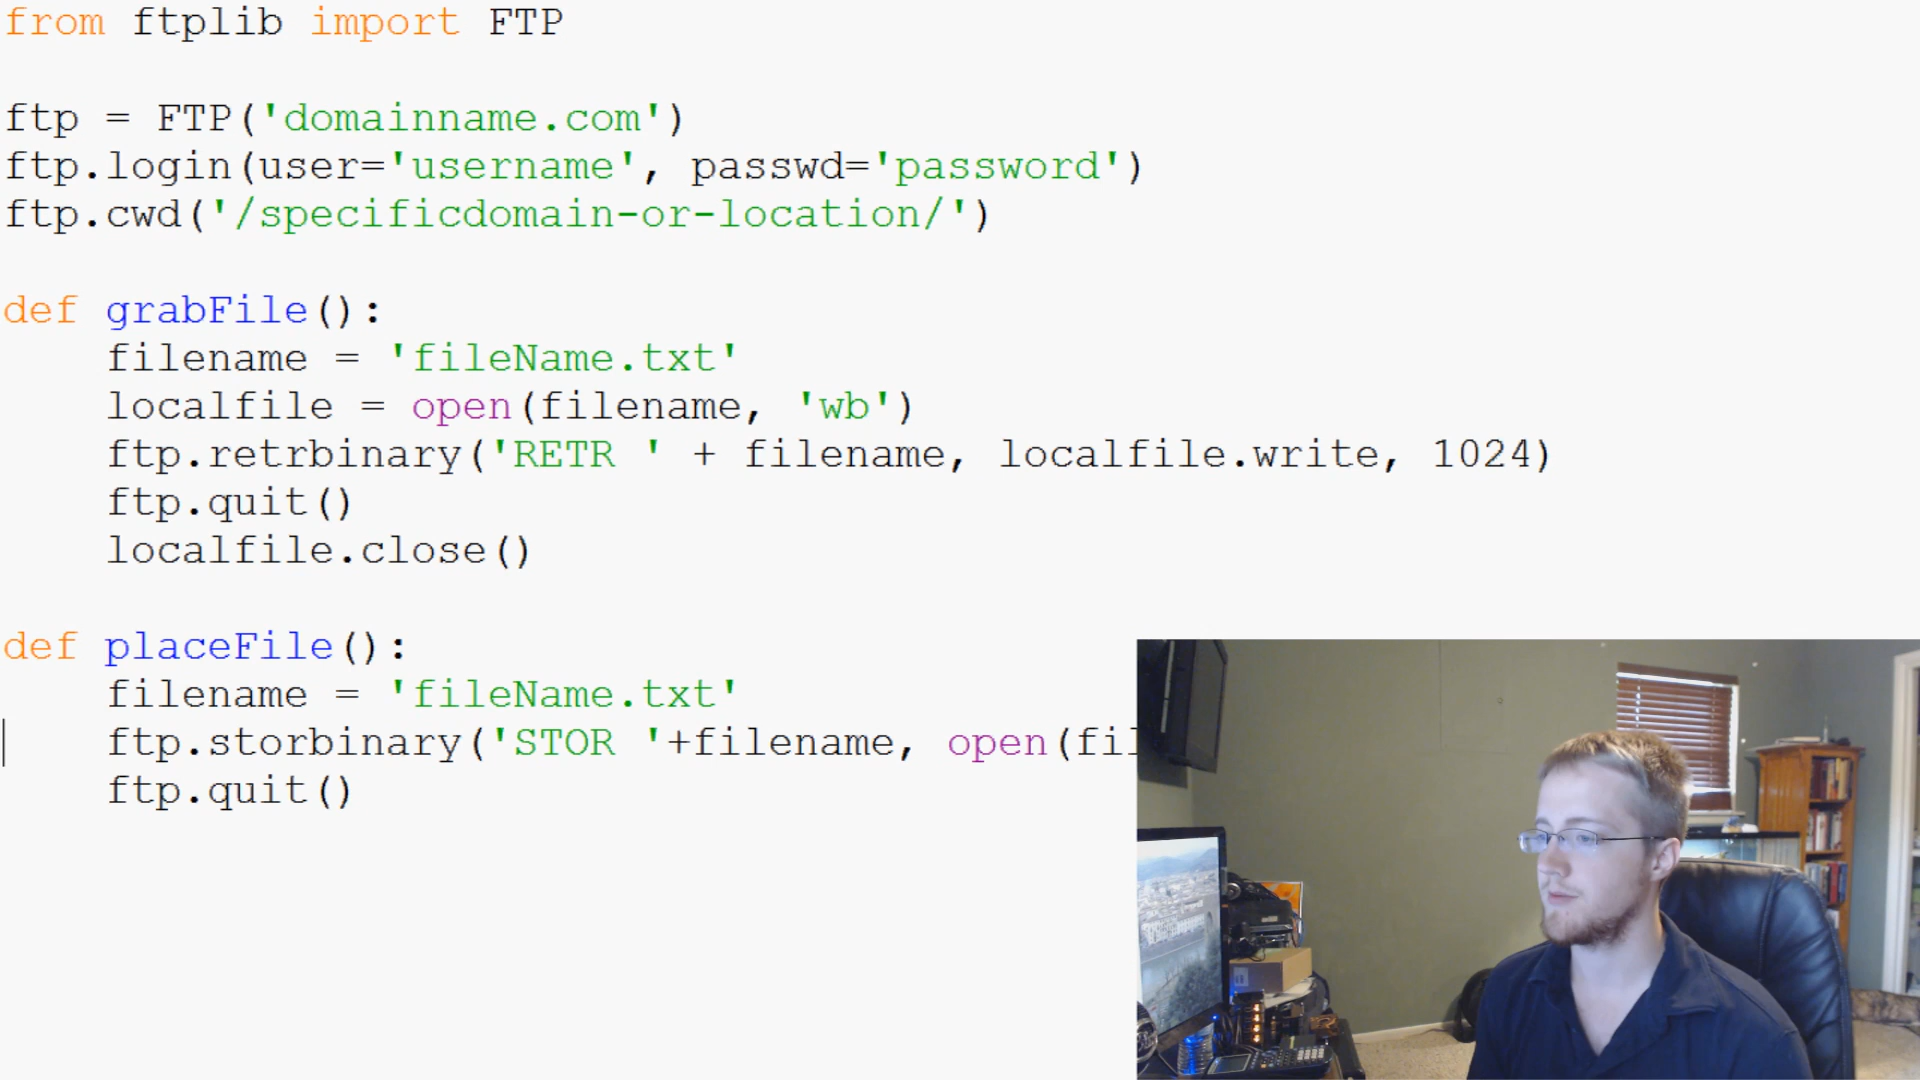 from ftplib import FTP
ftp = FTP('domainname.com')
ftp.login(user='username', passwd='password')
ftp.cwd('/specificdomain-or-location/')
def grabFile():
filename = 'fileName.txt'
localfile = open(filename, 'wb')
ftp.retrbinary('RETR ' + filename, localfile.write, 1024)
ftp.quit()
localfile.close()
def placeFile():
filename = 'fileName.txt'
ftp.storbinary('STOR '+filename, open(fil
ftp.quit()